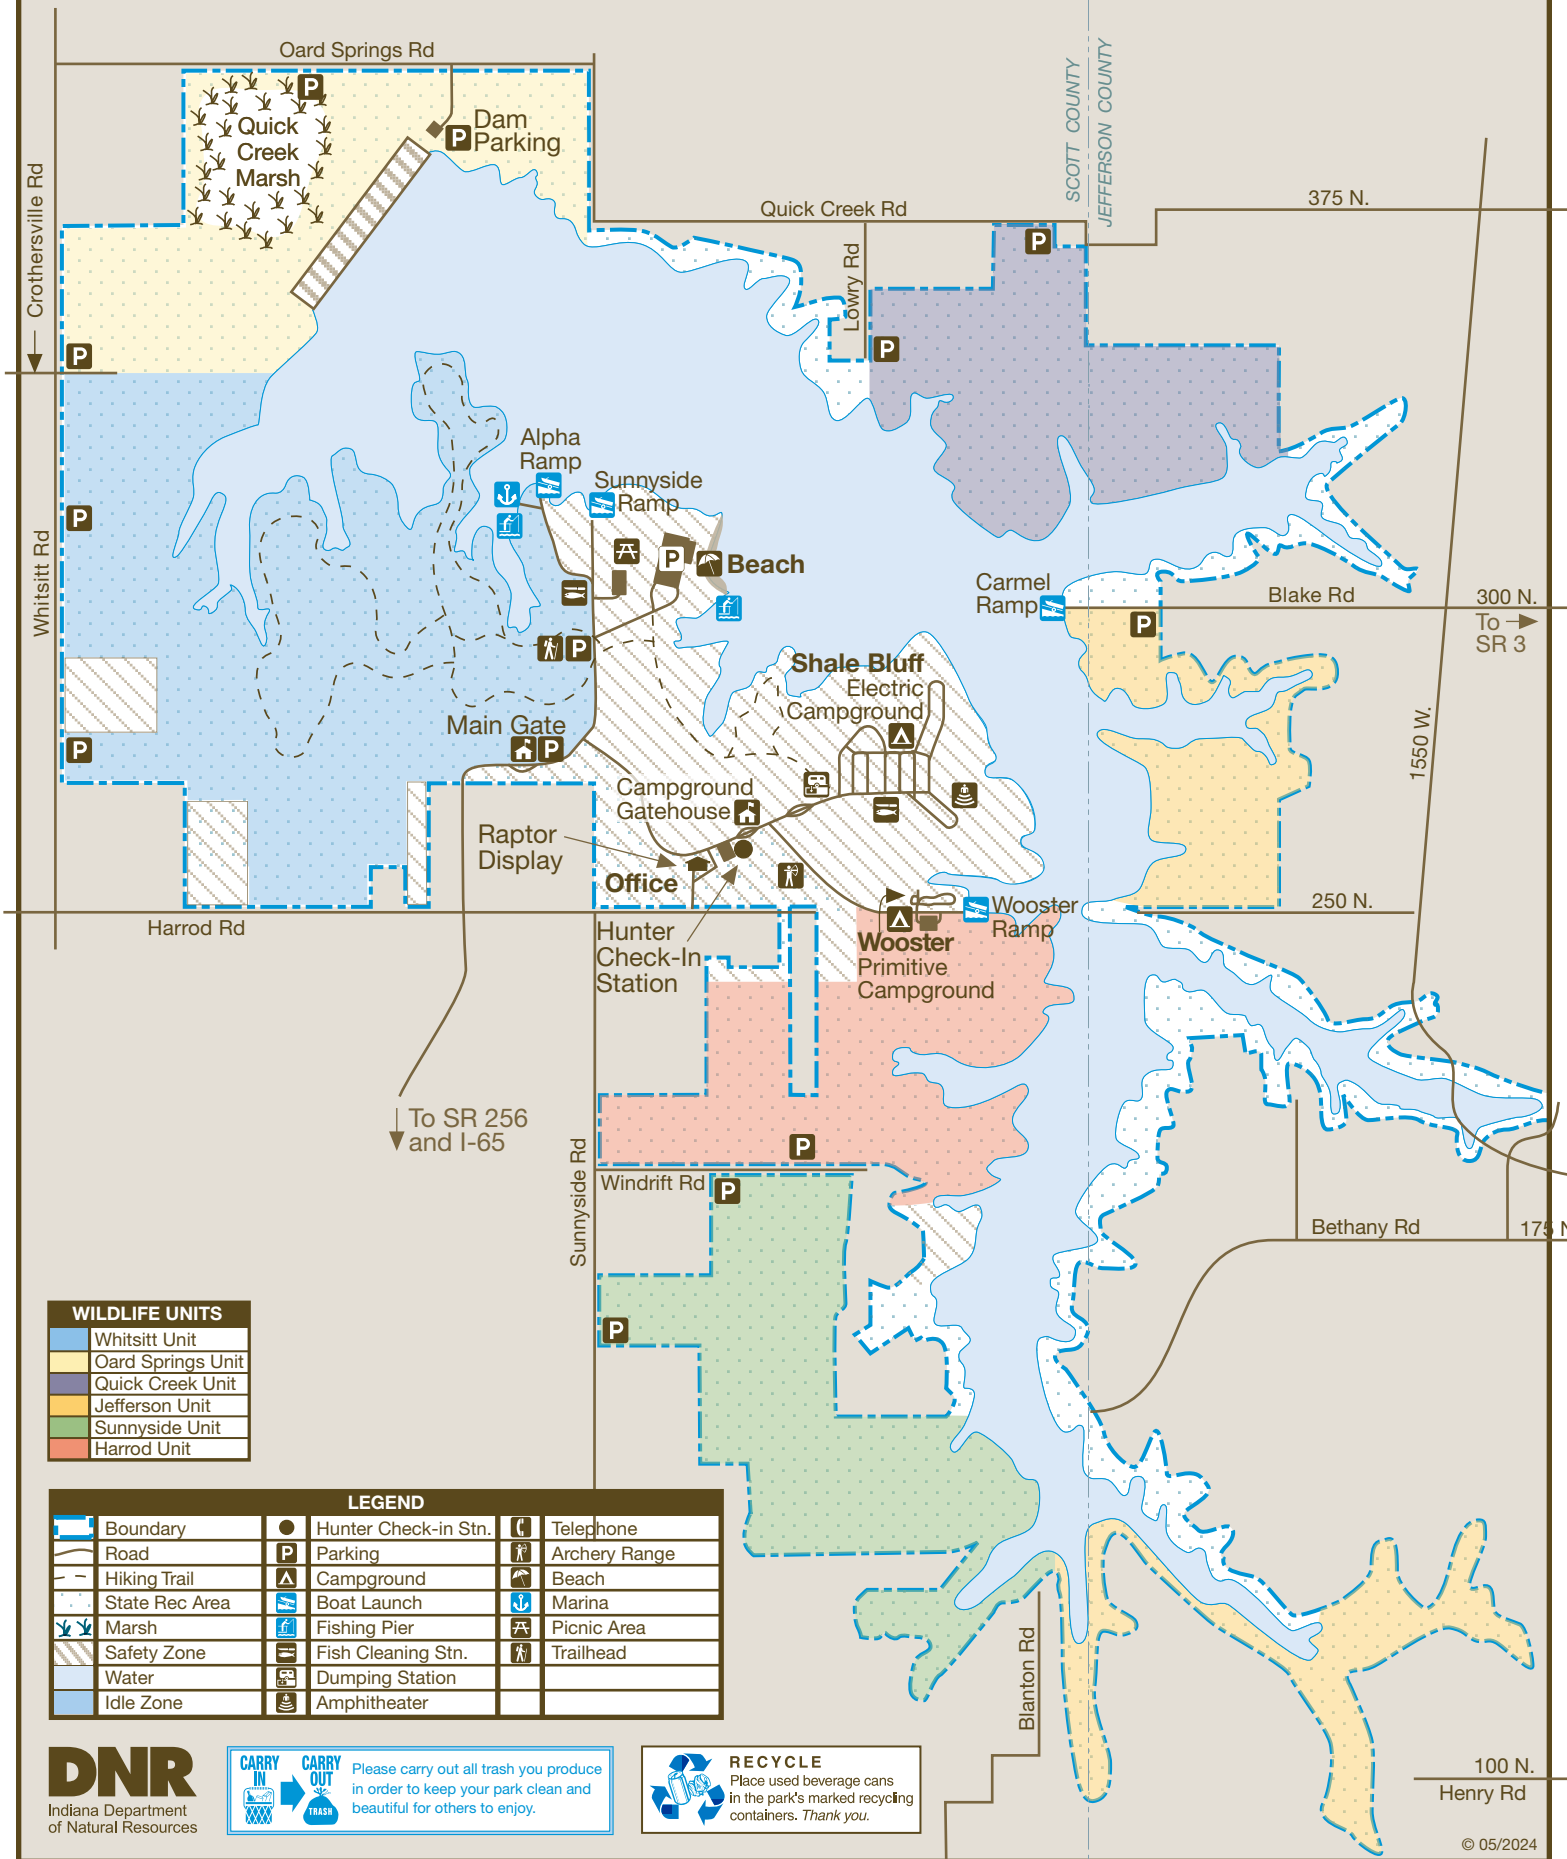 Oard Springs Rd
Crothersville Rd
Quick
Creek
Marsh
P
P
Dam
Parking
SCOTT COUNTY
JEFFERSON COUNTY
375 N.
Quick Creek Rd
Lowry Rd
P
P
P
Alpha
Ramp
Sunnyside
Ramp
P
P
Beach
Carmel
Ramp
Blake Rd
300 N.
To
SR 3
P
Whitsitt Rd
P
Shale Bluff
Electric
Campground
Main Gate
P
P
1550 W.
Campground
Gatehouse
Raptor
Display
Office
250 N.
Harrod Rd
Hunter
Check-In
Station
Wooster
Ramp
Wooster
Primitive
Campground
To SR 256
and I-65
Sunnyside Rd
P
Windrift Rd
P
Bethany Rd
175 N
P
WILDLIFE UNITS
Whitsitt Unit
Oard Springs Unit
Quick Creek Unit
Jefferson Unit
Sunnyside Unit
Harrod Unit
LEGEND
Boundary
Hunter Check-in Stn.
Telephone
Road
P
Parking
Archery Range
Hiking Trail
Campground
Beach
State Rec Area
Boat Launch
Marina
Marsh
Fishing Pier
Picnic Area
Safety Zone
Fish Cleaning Stn.
Trailhead
Water
Dumping Station
Idle Zone
Amphitheater
Blanton Rd
DNR
Indiana Department
of Natural Resources
CARRY
IN
CARRY
OUT
TRASH
Please carry out all trash you produce
in order to keep your park clean and
beautiful for others to enjoy.
RECYCLE
Place used beverage cans
in the park's marked recycling
containers. Thank you.
100 N.
Henry Rd
© 05/2024